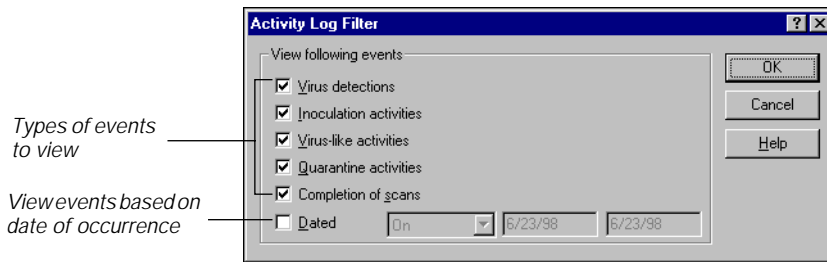 Activity Log Filter
View following events
Virus detections
Inoculation activities
Virus-like activities
Quarantine activities
Completion of scans
Dated On 6/23/98 6/23/98
OK
Cancel
Help
Types of events
to view
View events based on
date of occurrence